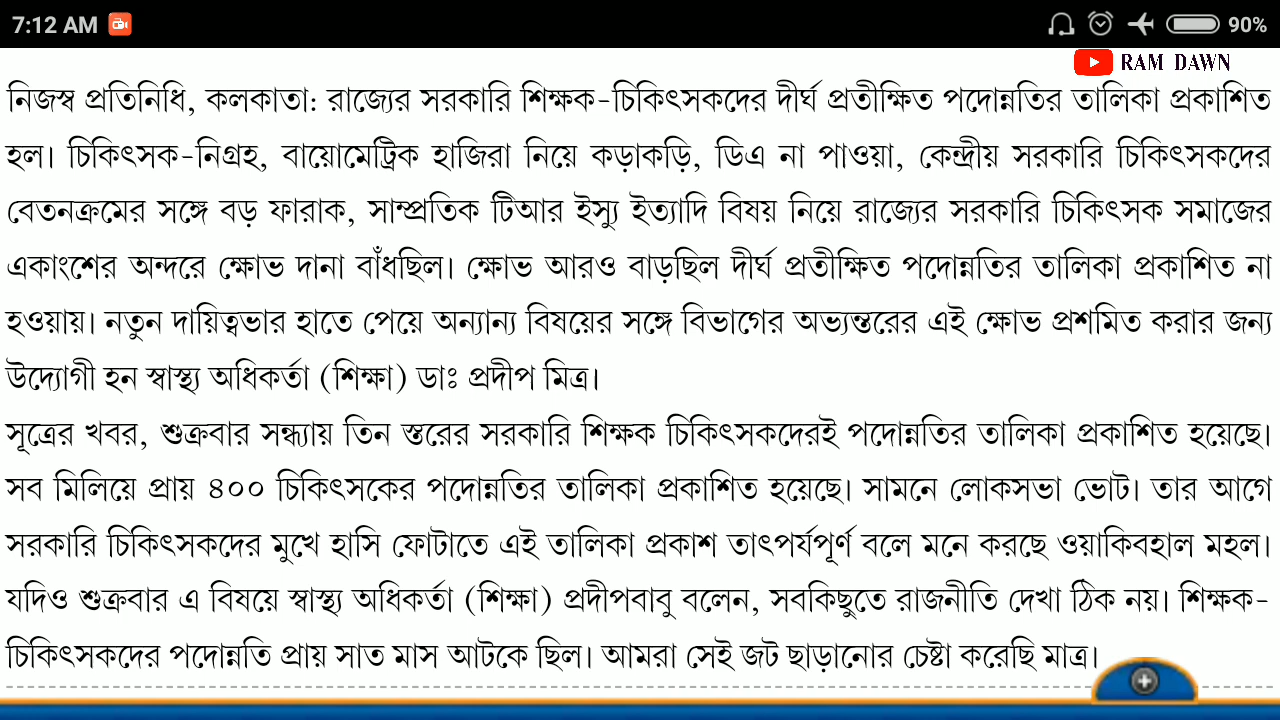 7:12 AM 90%
RAM DAWN
নিজস্ব প্রতিনিধি, কলকাতা: রাজ্যের সরকারি শিক্ষক-চিকিৎসকদের দীর্ঘ প্রতীক্ষিত পদোন্নতির তালিকা প্রকাশিত
হল। চিকিৎসক-নিগ্রহ, বায়োমেট্রিক হাজিরা নিয়ে কড়াকড়ি, ডিএ না পাওয়া, কেন্দ্রীয় সরকারি চিকিৎসকদের
বেতনক্রমের সঙ্গে বড় ফারাক, সাম্প্রতিক টিআর ইস্যু ইত্যাদি বিষয় নিয়ে রাজ্যের সরকারি চিকিৎসক সমাজের
একাংশের অন্দরে ক্ষোভ দানা বাঁধছিল। ক্ষোভ আরও বাড়ছিল দীর্ঘ প্রতীক্ষিত পদোন্নতির তালিকা প্রকাশিত না
হওয়ায়। নতুন দায়িত্বভার হাতে পেয়ে অন্যান্য বিষয়ের সঙ্গে বিভাগের অভ্যন্তরের এই ক্ষোভ প্রশমিত করার জন্য
উদ্যোগী হন স্বাস্থ্য অধিকর্তা (শিক্ষা) ডাঃ প্রদীপ মিত্র।
সূত্রের খবর, শুক্রবার সন্ধ্যায় তিন স্তরের সরকারি শিক্ষক চিকিৎসকদেরই পদোন্নতির তালিকা প্রকাশিত হয়েছে।
সব মিলিয়ে প্রায় ৪০০ চিকিৎসকের পদোন্নতির তালিকা প্রকাশিত হয়েছে। সামনে লোকসভা ভোট। তার আগে
সরকারি চিকিৎসকদের মুখে হাসি ফোটাতে এই তালিকা প্রকাশ তাৎপর্যপূর্ণ বলে মনে করছে ওয়াকিবহাল মহল।
যদিও শুক্রবার এ বিষয়ে স্বাস্থ্য অধিকর্তা (শিক্ষা) প্রদীপবাবু বলেন, সবকিছুতে রাজনীতি দেখা ঠিক নয়। শিক্ষক-
চিকিৎসকদের পদোন্নতি প্রায় সাত মাস আটকে ছিল। আমরা সেই জট ছাড়ানোর চেষ্টা করেছি মাত্র।